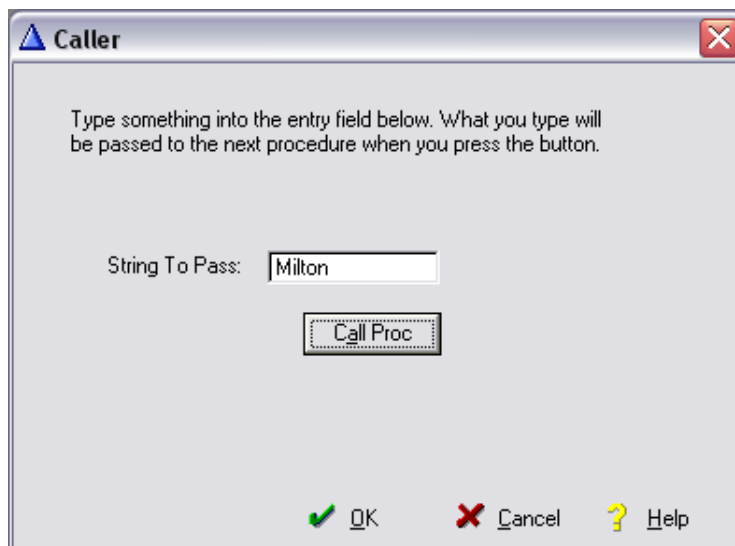 Caller
Type something into the entry field below. What you type will
be passed to the next procedure when you press the button.
String To Pass: Milton
Call Proc
OK Cancel Help